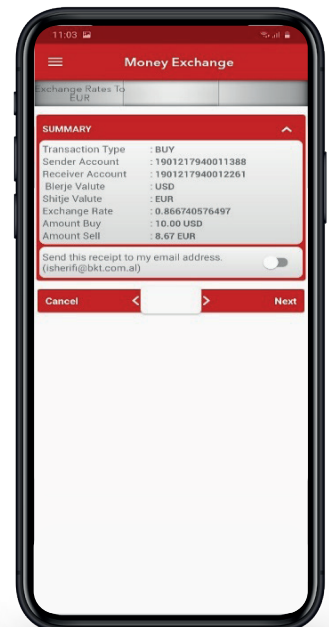 11:03
Money Exchange
Exchange Rates To
EUR
SUMMARY
Transaction Type : BUY
Sender Account : 1901217940011388
Receiver Account : 1901217940012261
Blerje Valute : USD
Shitje Valute : EUR
Exchange Rate : 0.866740576497
Amount Buy : 10.00 USD
Amount Sell : 8.67 EUR
Send this receipt to my email address.
(isherifi@bkt.com.al)
Cancel < > Next